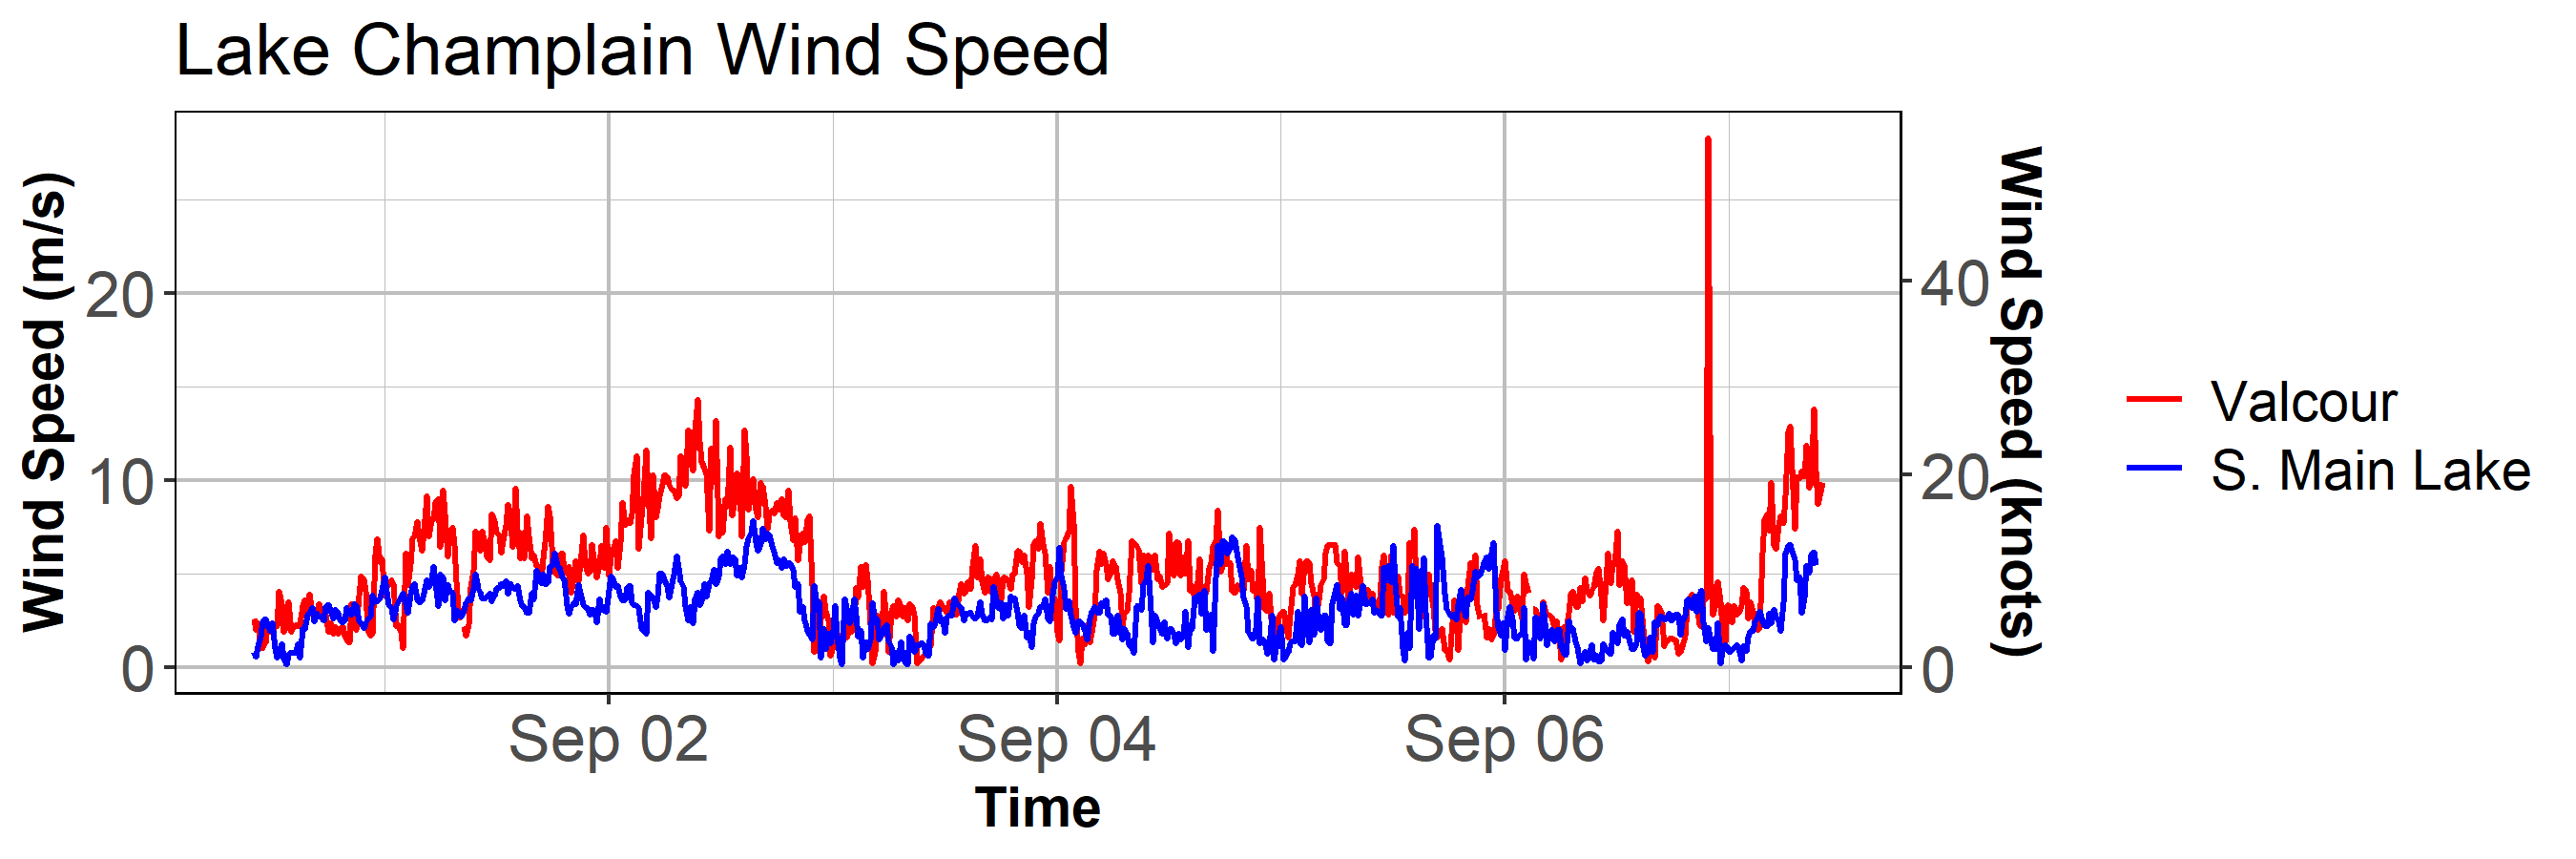 Lake Champlain Wind Speed
Wind Speed (m/s)
20
10
0
40
20
0
Wind Speed (knots)
Sep 02
Sep 04
Sep 06
Time
Valcour
S. Main Lake